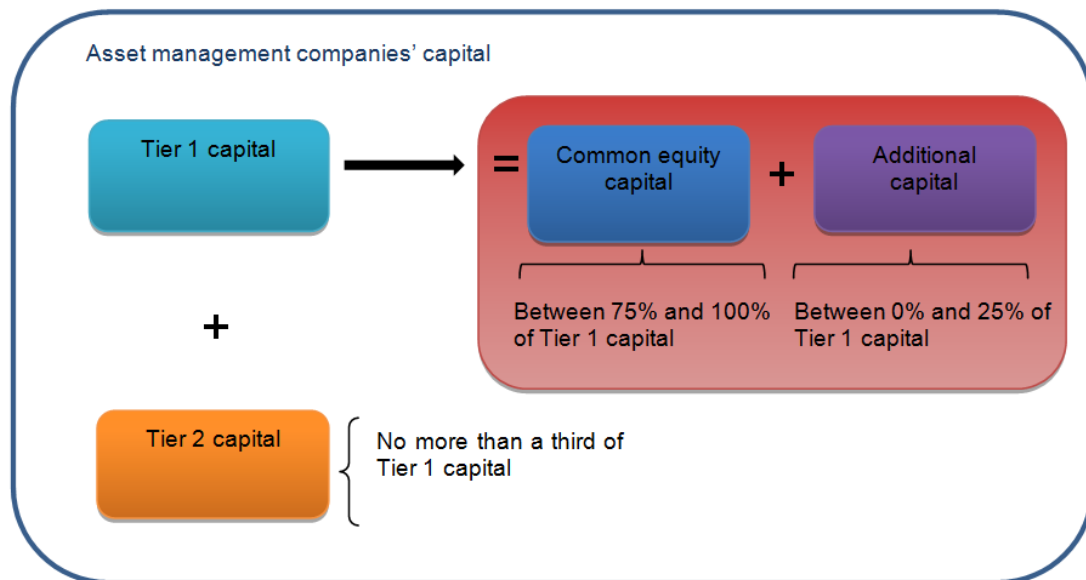 Asset management companies’ capital
Tier 1 capital
=
Common equity
capital
+
Additional
capital
Between 75% and 100%
of Tier 1 capital
Between 0% and 25% of
Tier 1 capital
+
Tier 2 capital
No more than a third of
Tier 1 capital